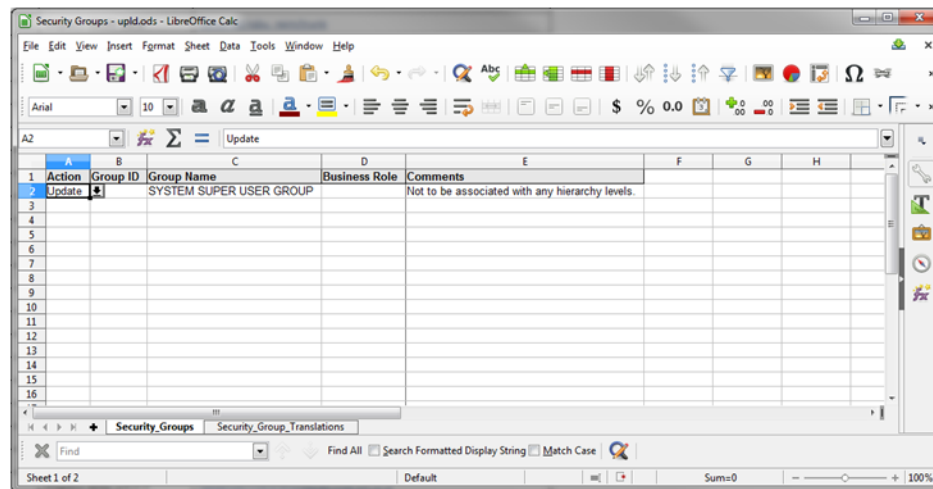 Security Groups - upld.ods - LibreOffice Calc
File Edit View Insert Format Sheet Data Tools Window Help
Arial 10 a a a a $ % 0.0
A2 Σ = Update
A B C D E F G H
1 Action Group ID Group Name Business Role Comments
2 Update SYSTEM SUPER USER GROUP Not to be associated with any hierarchy levels.
3
4
5
6
7
8
9
10
11
12
13
14
15
16
Security_Groups Security_Group_Translations
Find Find All Search Formatted Display String Match Case
Sheet 1 of 2 Default Sum=0 100%